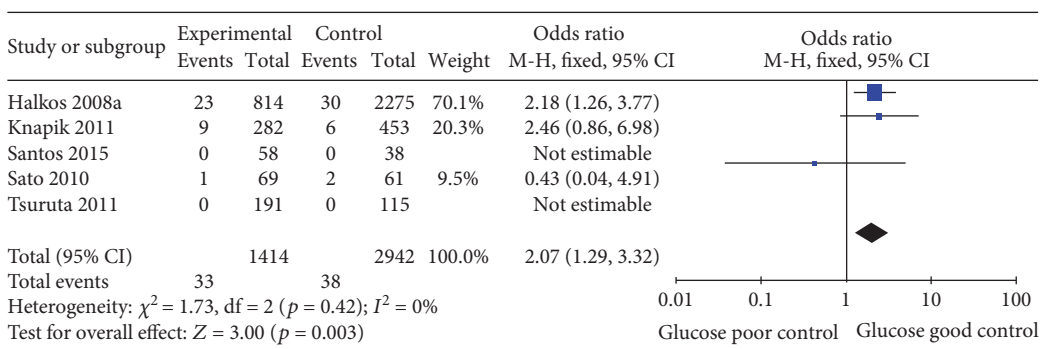 Study or subgroup Experimental Control Odds ratio Odds ratio
Events Total Events Total Weight M-H, fixed, 95% CI M-H, fixed, 95% CI
Halkos 2008a 23 814 30 2275 70.1% 2.18 (1.26, 3.77)
Knapik 2011 9 282 6 453 20.3% 2.46 (0.86, 6.98)
Santos 2015 0 58 0 38 Not estimable
Sato 2010 1 69 2 61 9.5% 0.43 (0.04, 4.91)
Tsuruta 2011 0 191 0 115 Not estimable
Total (95% CI) 1414 2942 100.0% 2.07 (1.29, 3.32)
Total events 33 38
Heterogeneity: χ² = 1.73, df = 2 (p = 0.42); I² = 0%
Test for overall effect: Z = 3.00 (p = 0.003)
0.01 0.1 1 10 100
Glucose poor control Glucose good control